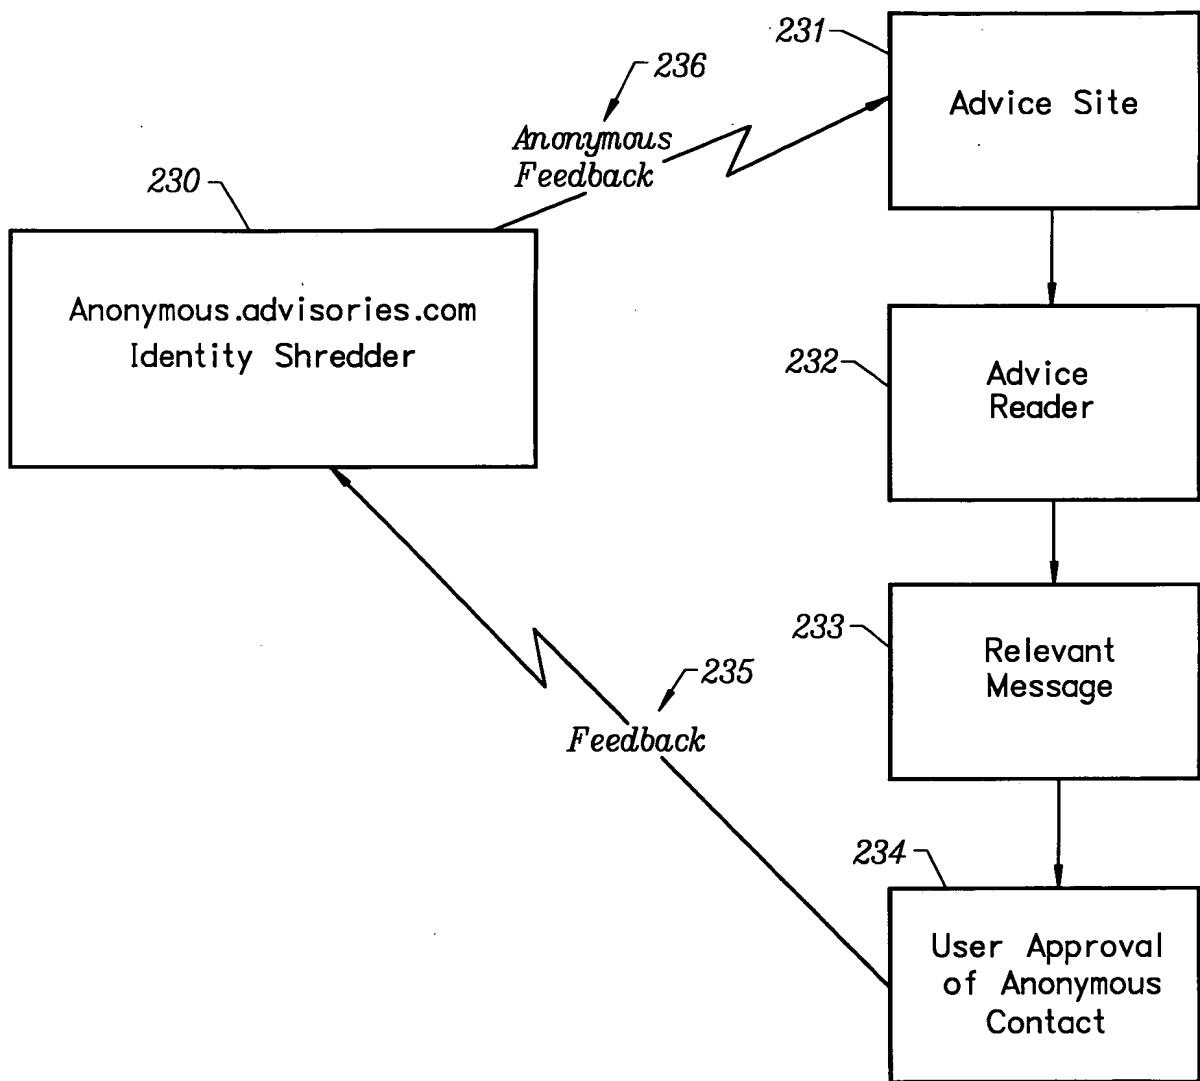 231
Advice Site
236
Anonymous
Feedback
230
Anonymous.advisories.com
Identity Shredder
232
Advice
Reader
233
Relevant
Message
235
Feedback
234
User Approval
of Anonymous
Contact